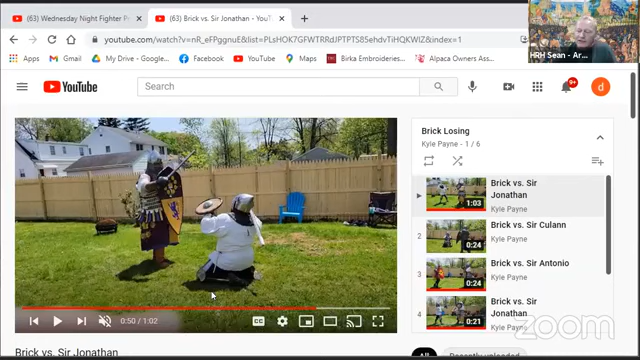 (63) Wednesday Night Fighter P
(63) Brick vs. Sir Jonathan - YouT
youtube.com/watch?v=nR_eFPggnuE&list=PLsHOK7GFWTRRdJPTPTS85ehdvTiHQKWIZ&index=1
Gmail
My Drive - Google...
Facebook
YouTube
Maps
Birka Enderieties...
Alpaca Owners Ass...
HRH Sean - Ar...
YouTube
Search
9+
d
Brick Losing
Kyle Payne - 1 / 6
Brick vs. Sir
Jonathan
Kyle Payne
1:03
2
Brick vs. Sir Culann
Kyle Payne
0:24
3
Brick vs. Sir Antonio
Kyle Payne
0:24
4
Brick vs. Sir
Jonathan
Kyle Payne
0:21
0:50 / 1:02
CC
zoom
Brick vs. Sir Jonathan
All
Recently uploaded